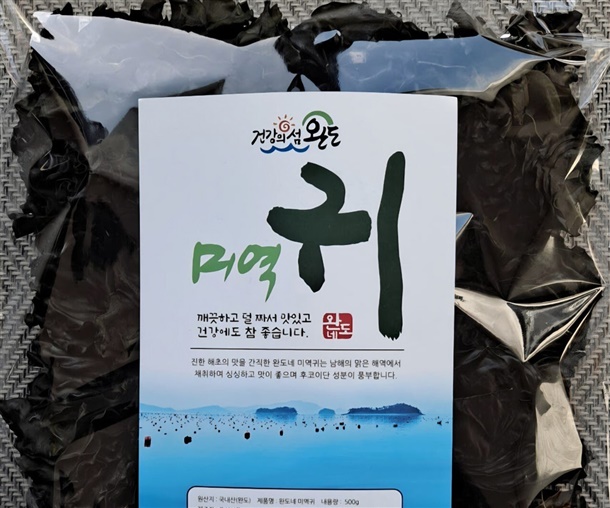 건강의 섬 완도
미역귀
깨끗하고 덜 짜서 맛있고
건강에도 참 좋습니다.
완도네
진한 해초의 맛을 간직한 완도네 미역귀는 남해의 맑은 해역에서
채취하여 싱싱하고 맛이 좋으며 후코이단 성분이 풍부합니다.
원산지 : 국내산(완도) 제품명 : 완도네 미역귀 내용량 : 500g